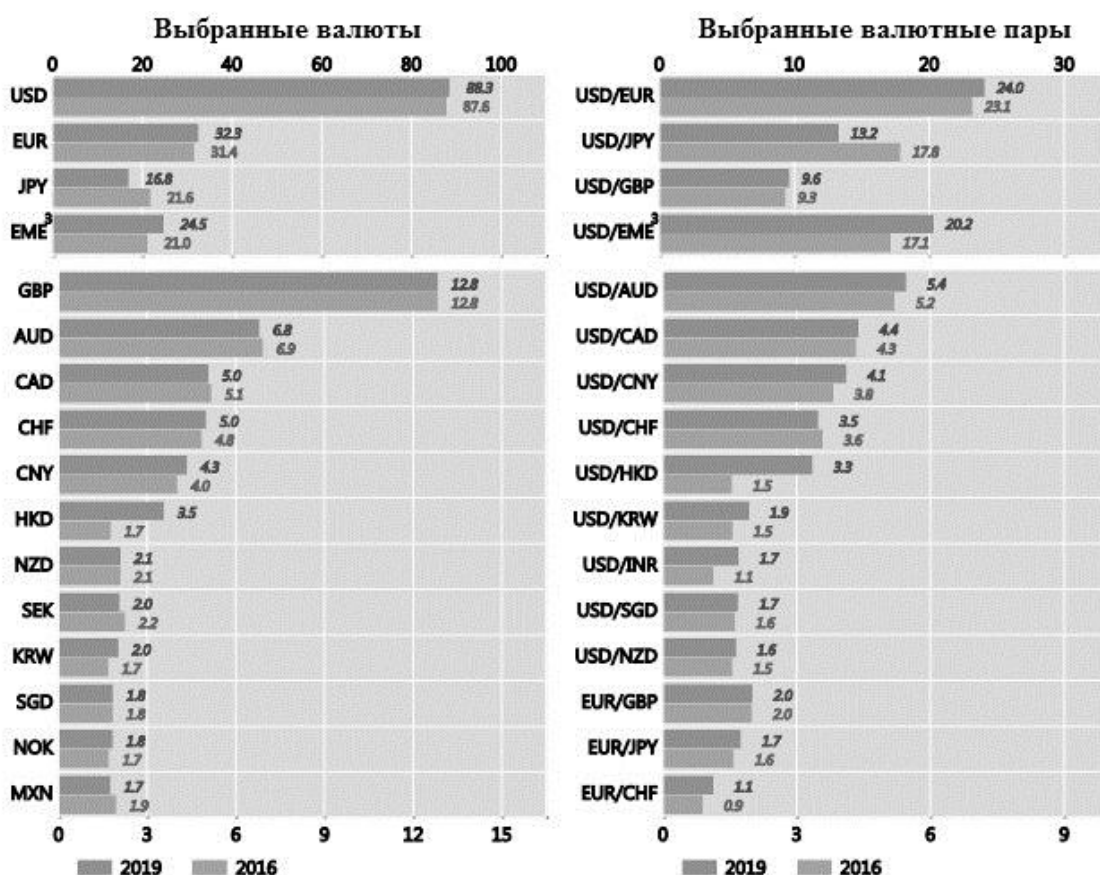 Выбранные валюты
0 20 40 60 80 100
USD 88.3
87.6
EUR 32.3
31.4
JPY 16.8
21.6
EME³ 24.5
21.0
GBP 12.8
12.8
AUD 6.8
6.9
CAD 5.0
5.1
CHF 5.0
4.8
CNY 4.3
4.0
HKD 3.5
1.7
NZD 2.1
2.1
SEK 2.0
2.2
KRW 2.0
1.7
SGD 1.8
1.8
NOK 1.8
1.7
MXN 1.7
1.9
0 3 6 9 12 15
2019 2016
Выбранные валютные пары
0 10 20 30
USD/EUR 24.0
23.1
USD/JPY 13.2
17.8
USD/GBP 9.6
9.3
USD/EME³ 20.2
17.1
USD/AUD 5.4
5.2
USD/CAD 4.4
4.3
USD/CNY 4.1
3.8
USD/CHF 3.5
3.6
USD/HKD 3.3
1.5
USD/KRW 1.9
1.5
USD/INR 1.7
1.1
USD/SGD 1.7
1.6
USD/NZD 1.6
1.5
EUR/GBP 2.0
2.0
EUR/JPY 1.7
1.6
EUR/CHF 1.1
0.9
0 3 6 9
2019 2016